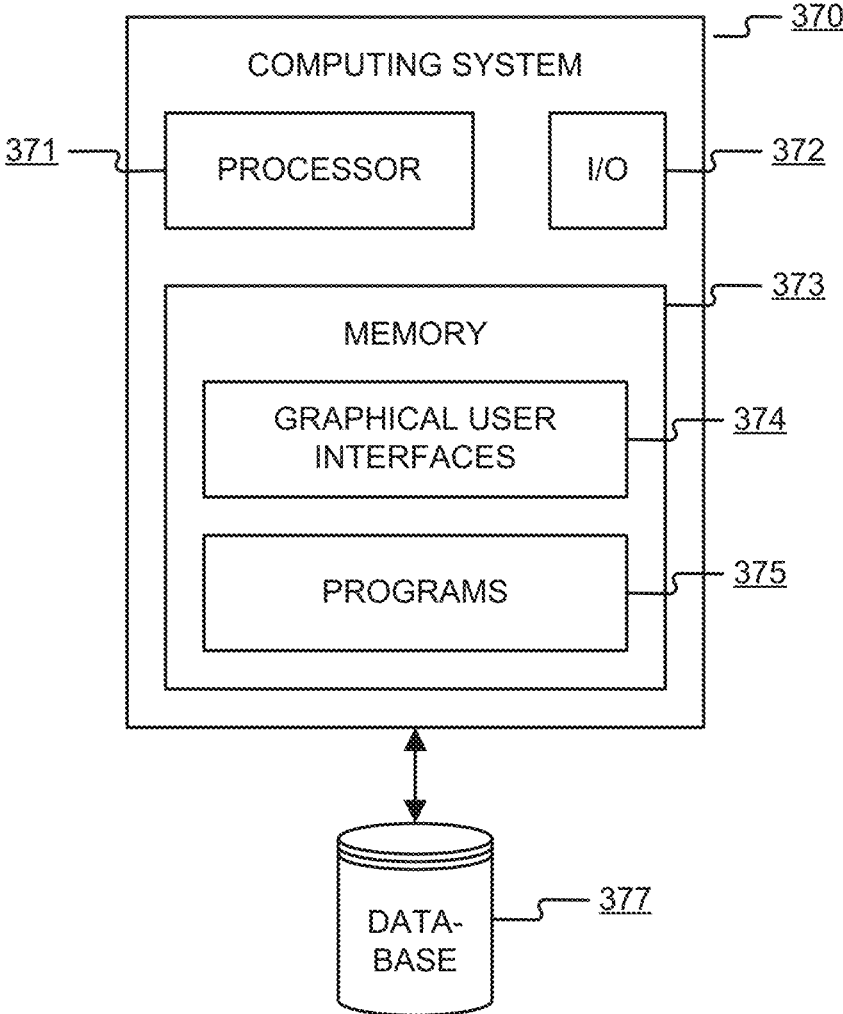 370
COMPUTING SYSTEM
371
PROCESSOR
I/O
372
373
MEMORY
GRAPHICAL USER
INTERFACES
374
PROGRAMS
375
DATA-
BASE
377